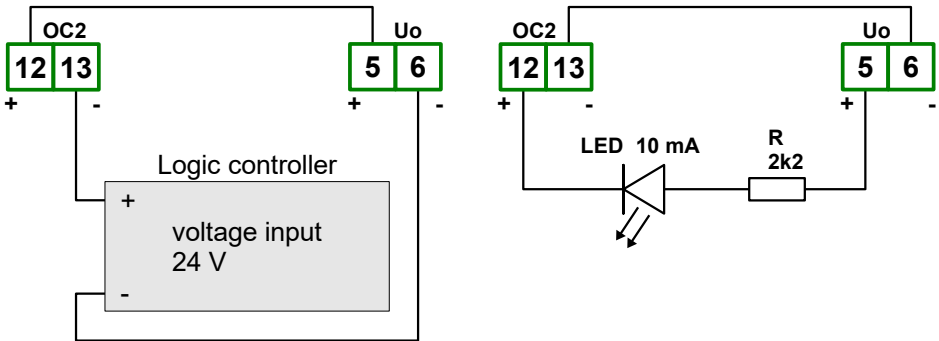 OC2
Uo
12 13
5 6
+ -
+ -
Logic controller
+
voltage input
24 V
-
OC2
Uo
12 13
5 6
+ -
+ -
LED 10 mA
R
2k2